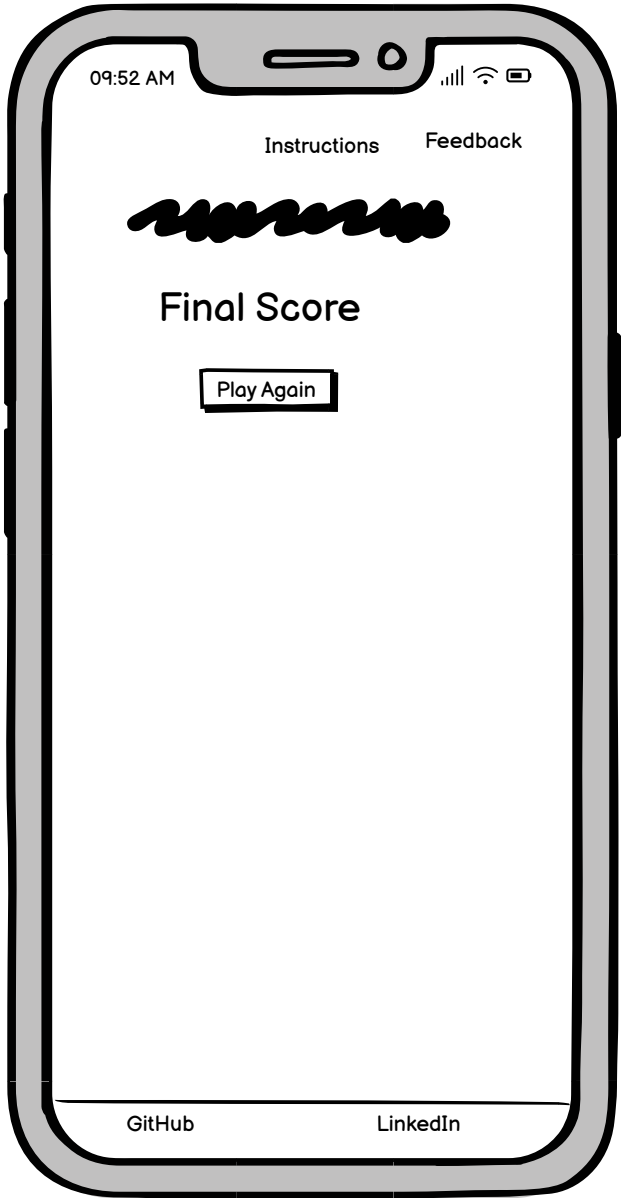 09:52 AM
Instructions Feedback
Final Score
Play Again
GitHub LinkedIn